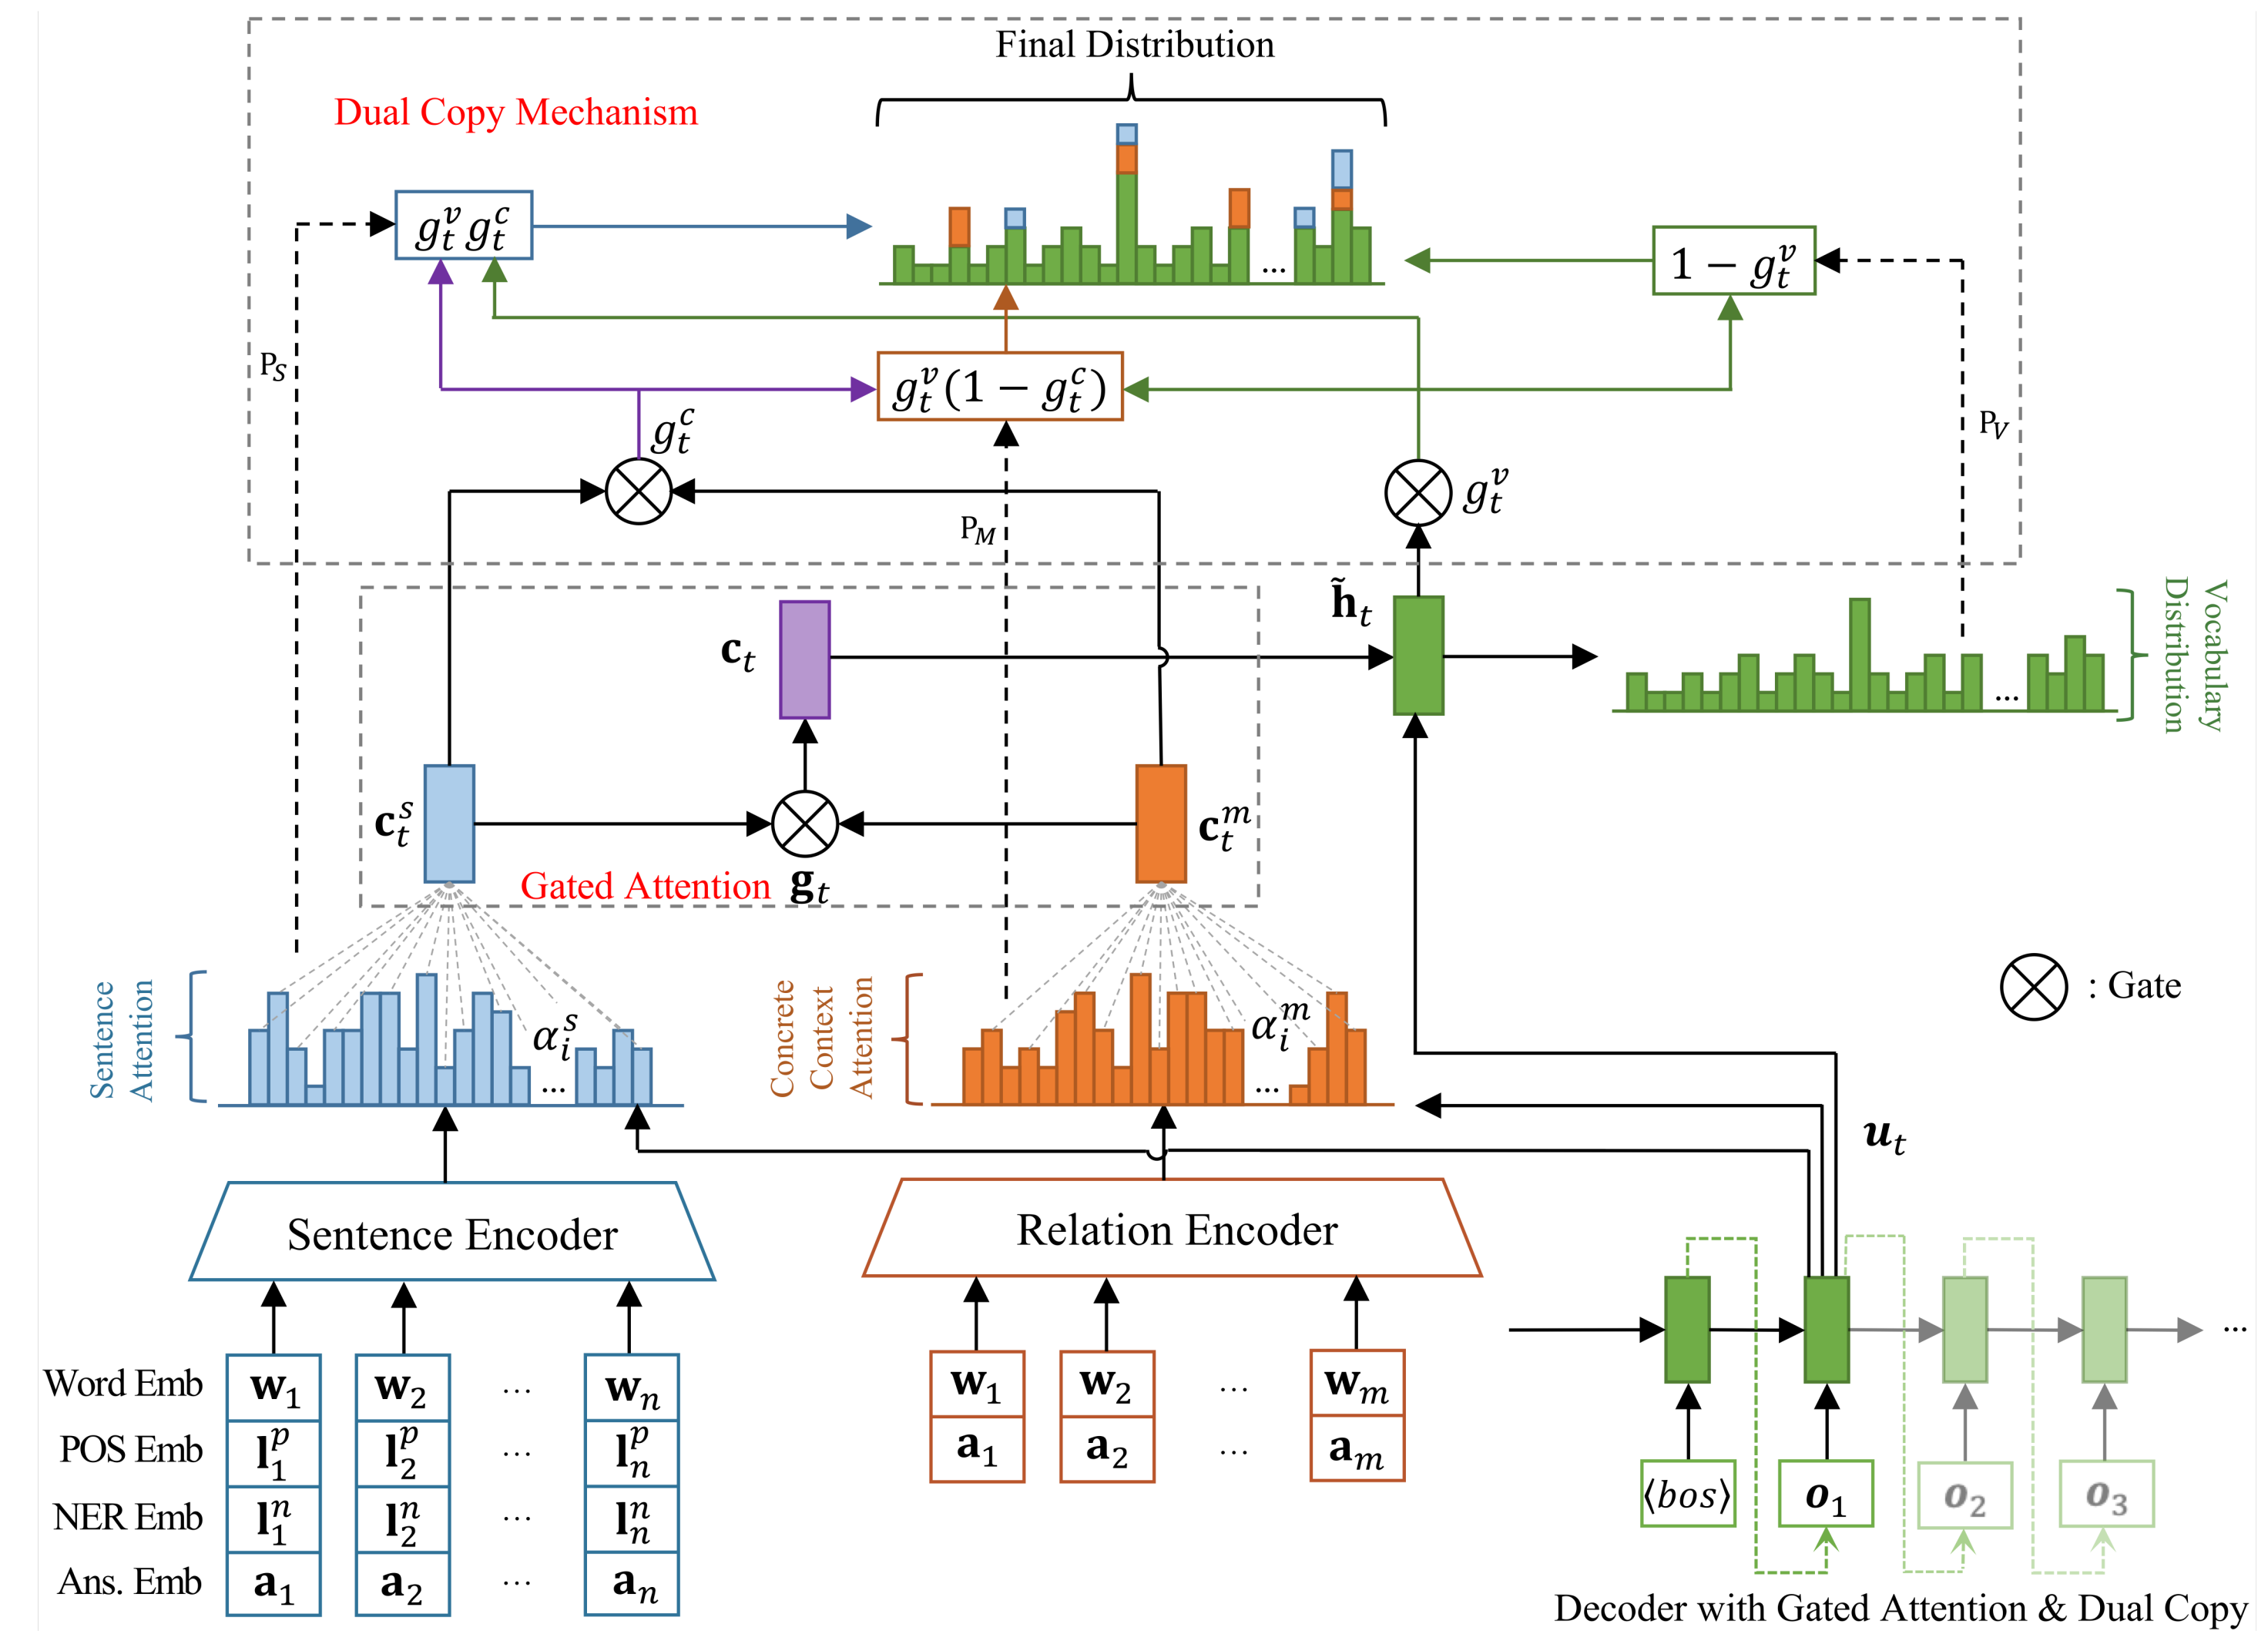 Final Distribution
Dual Copy Mechanism
g_t^v g_t^c
1 − g_t^v
P_S
g_t^v(1 − g_t^c)
P_V
g_t^c
g_t^v
P_M
h̃_t
c_t
Vocabulary
Distribution
c_t^s
c_t^m
Gated Attention
g_t
Sentence
Attention
α_i^s
...
Concrete
Context
Attention
α_i^m
...
...
...
: Gate
u_t
Sentence Encoder
Relation Encoder
...
Word Emb w_1 w_2 ... w_n
POS Emb l_1^p l_2^p ... l_n^p
NER Emb l_1^n l_2^n ... l_n^n
Ans. Emb a_1 a_2 ... a_n
w_1 w_2 ... w_m
a_1 a_2 ... a_m
⟨bos⟩ o_1 o_2 o_3
Decoder with Gated Attention & Dual Copy